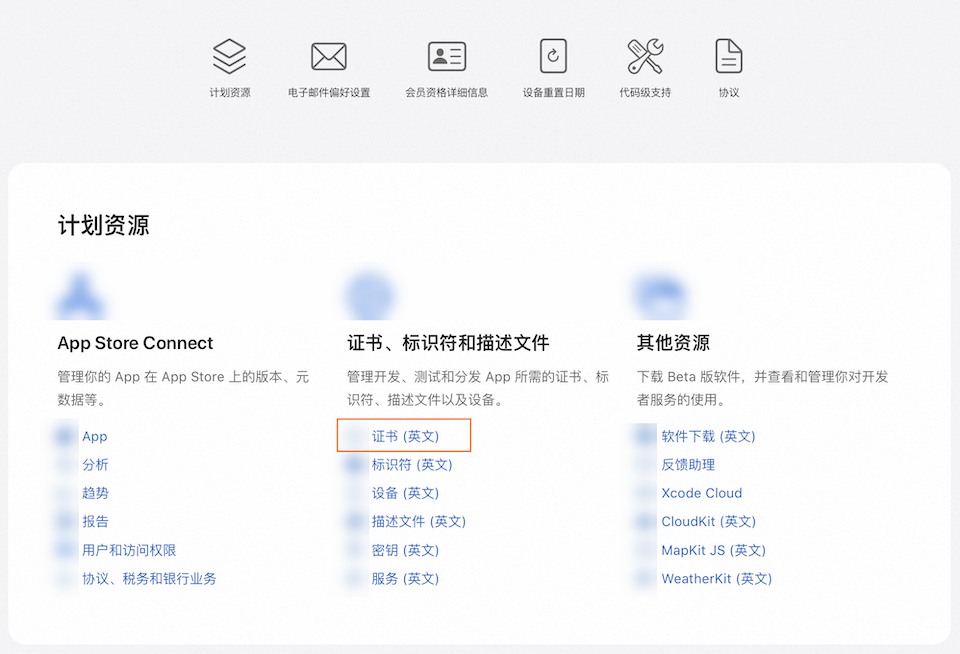 计划资源
电子邮件偏好设置
会员资格详细信息
设备重置日期
代码级支持
协议
计划资源
App Store Connect
管理你的 App 在 App Store 上的版本、元
数据等。
App
分析
趋势
报告
用户和访问权限
协议、税务和银行业务
证书、标识符和描述文件
管理开发、测试和分发 App 所需的证书、标
识符、描述文件以及设备。
证书 (英文)
标识符 (英文)
设备 (英文)
描述文件 (英文)
密钥 (英文)
服务 (英文)
其他资源
下载 Beta 版软件，并查看和管理你对开发
者服务的使用。
软件下载 (英文)
反馈助理
Xcode Cloud
CloudKit (英文)
MapKit JS (英文)
WeatherKit (英文)